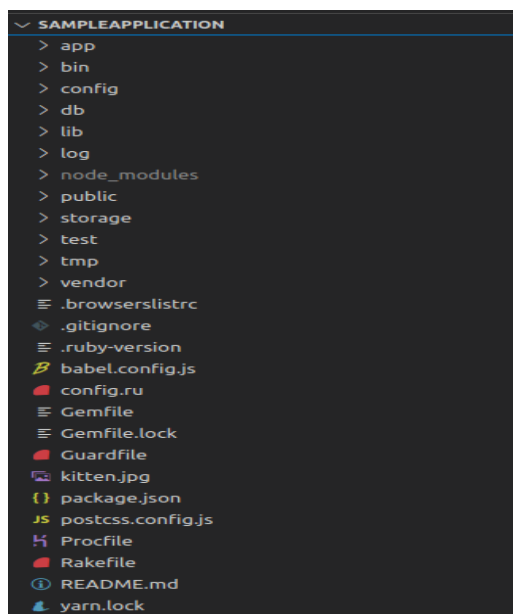 SAMPLEAPPLICATION
app
bin
config
db
lib
log
node_modules
public
storage
test
tmp
vendor
.browserslistrc
.gitignore
.ruby-version
babel.config.js
config.ru
Gemfile
Gemfile.lock
Guardfile
kitten.jpg
{} package.json
JS postcss.config.js
Procfile
Rakefile
README.md
yarn.lock